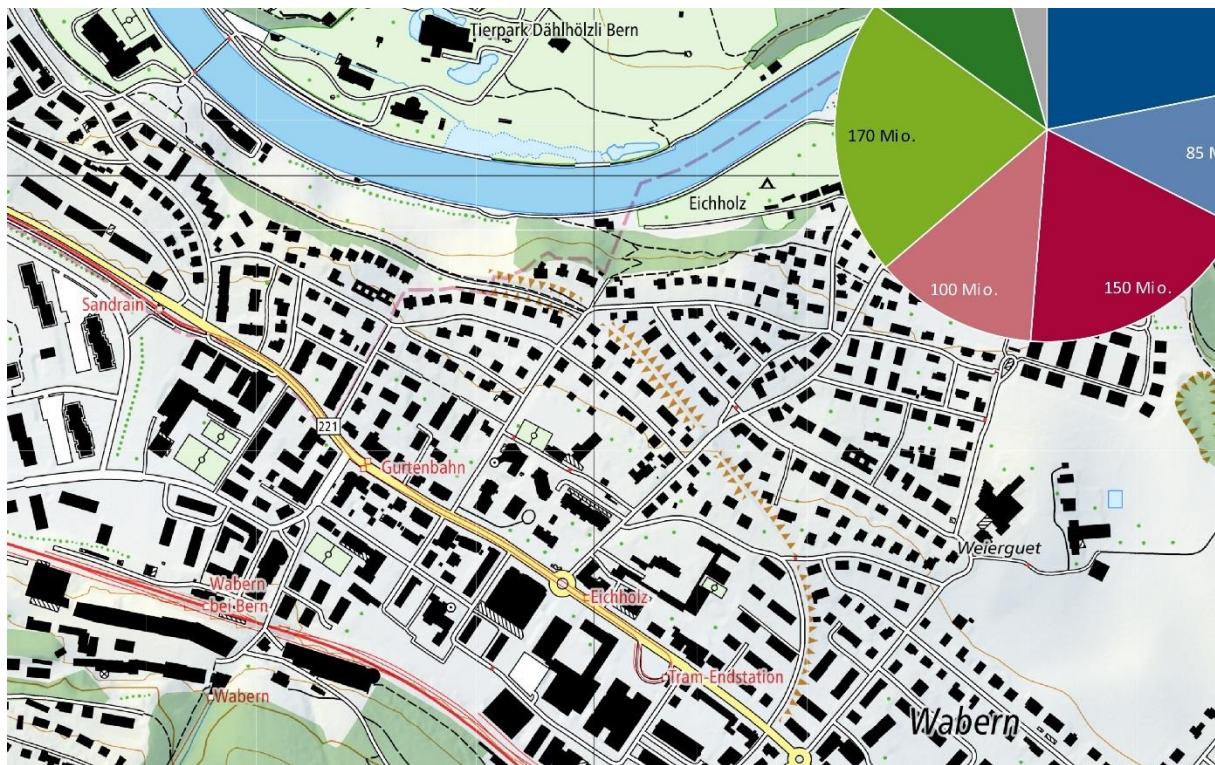 Tierpark Dählhölzli Bern
170 Mio.
85 M
Eichholz
100 Mio.
150 Mio.
Sandrain
221
Gurtenbahn
Weierguet
Wabern
bei Bern
Eichholz
Tram-Endstation
Wabern
Wabern